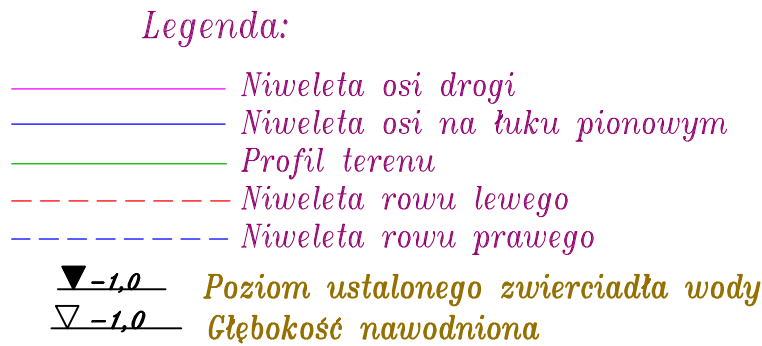 Legenda:
Niweleta osi drogi
Niweleta osi na łuku pionowym
Profil terenu
Niweleta rowu lewego
Niweleta rowu prawego
-1,0 Poziom ustalonego zwierciadła wody
-1,0 Głębokość nawodniona